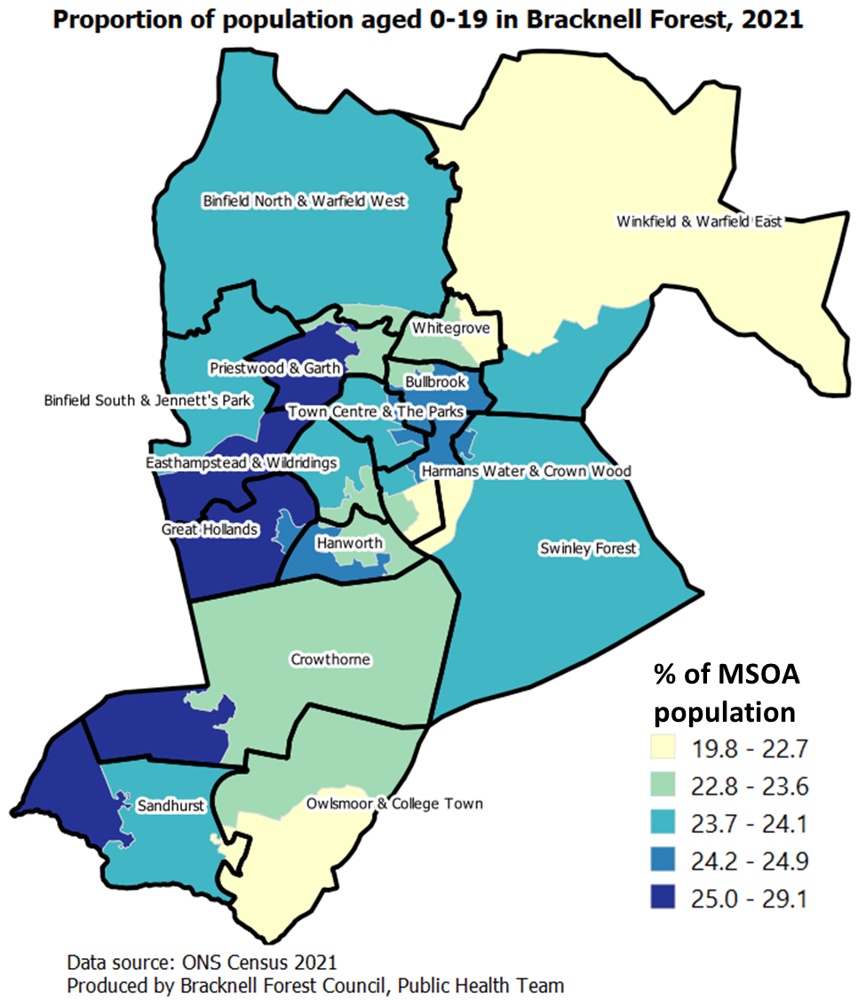 Proportion of population aged 0-19 in Bracknell Forest, 2021
Binfield North & Warfield West
Winkfield & Warfield East
Whitegrove
Priestwood & Garth
Bullbrook
Binfield South & Jennett's Park
Town Centre & The Parks
Easthampstead & Wildridings
Harmans Water & Crown Wood
Great Hollands
Hanworth
Swinley Forest
Crowthorne
Sandhurst
Owlsmoor & College Town
% of MSOA
population
19.8 - 22.7
22.8 - 23.6
23.7 - 24.1
24.2 - 24.9
25.0 - 29.1
Data source: ONS Census 2021
Produced by Bracknell Forest Council, Public Health Team